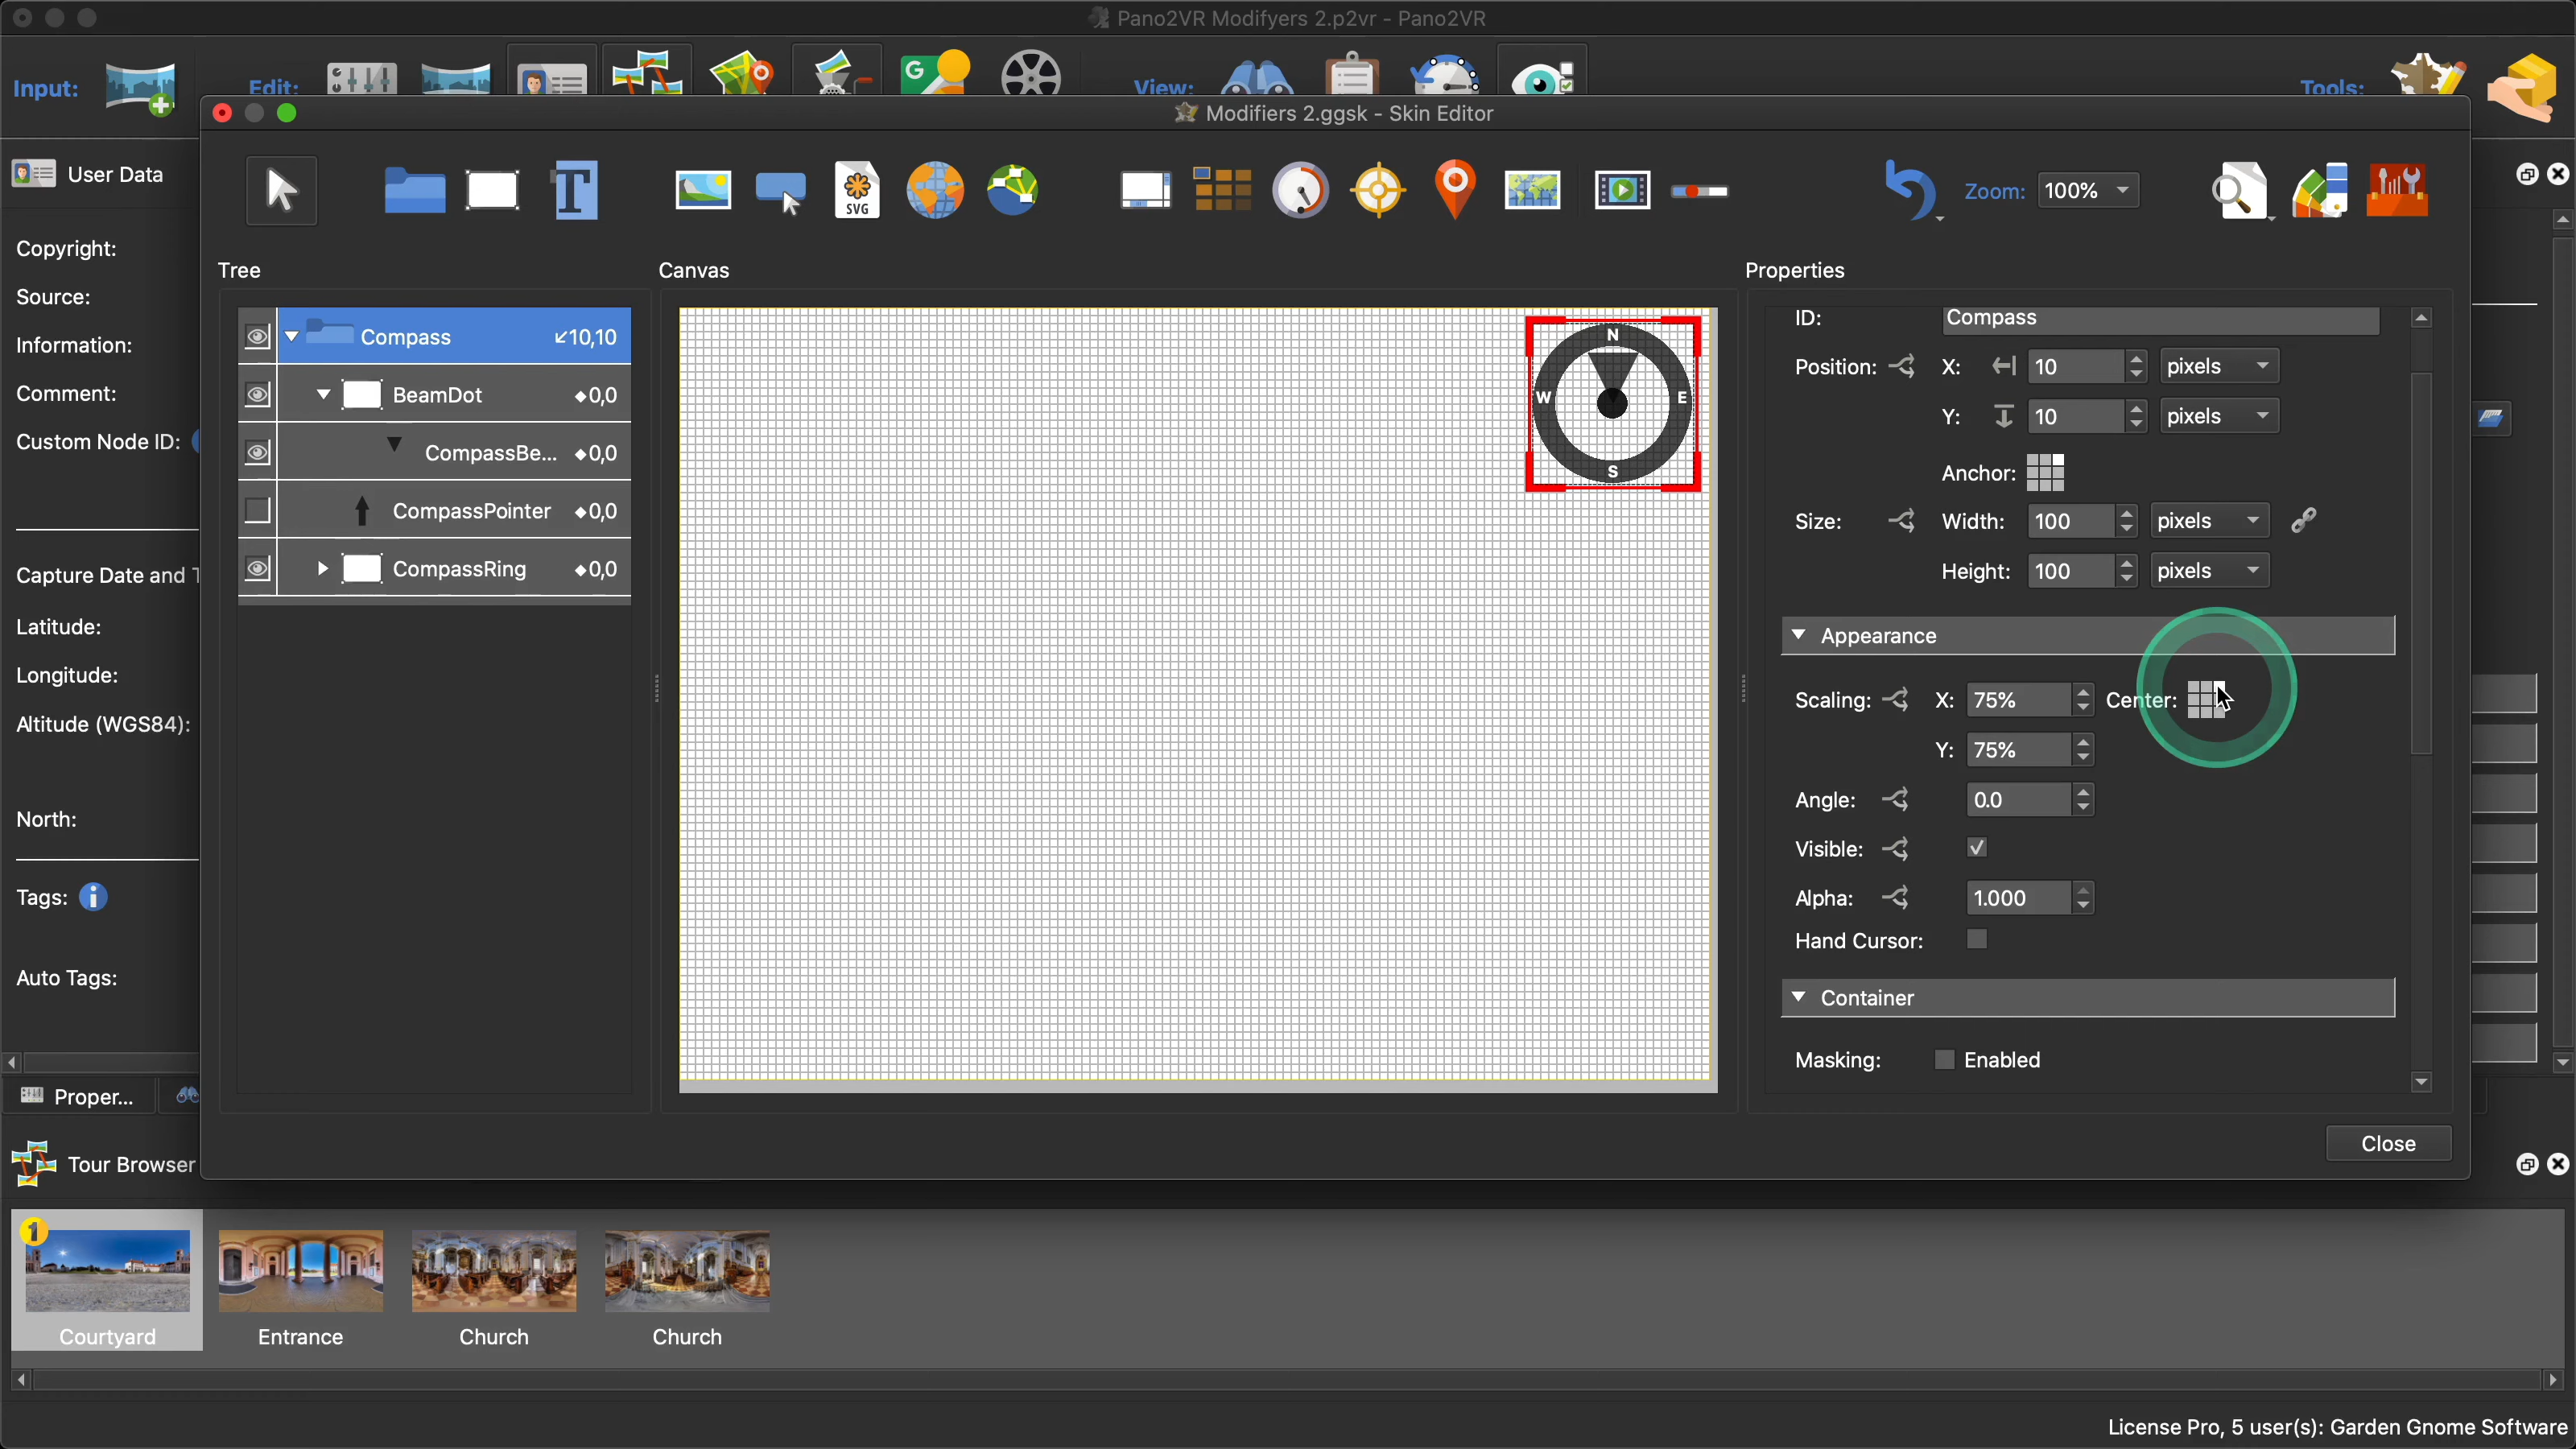 Pano2VR Modifyers 2.p2vr - Pano2VR
Input:
Edit:
View:
Tools:
Modifiers 2.ggsk - Skin Editor
User Data
SVG
Zoom: 100%
Copyright:
Source:
Information:
Comment:
Custom Node ID:
Capture Date and T
Latitude:
Longitude:
Altitude (WGS84):
North:
Tags:
Auto Tags:
Proper...
Tree
Compass 10,10
BeamDot 0,0
CompassBe... 0,0
CompassPointer 0,0
CompassRing 0,0
Canvas
N
W E
S
Properties
ID: Compass
Position: X: 10 pixels
Y: 10 pixels
Anchor:
Size: Width: 100 pixels
Height: 100 pixels
Appearance
Scaling: X: 75% Center:
Y: 75%
Angle: 0.0
Visible:
Alpha: 1.000
Hand Cursor:
Container
Masking: Enabled
Close
Tour Browser
1
Courtyard
Entrance
Church
Church
License Pro, 5 user(s): Garden Gnome Software